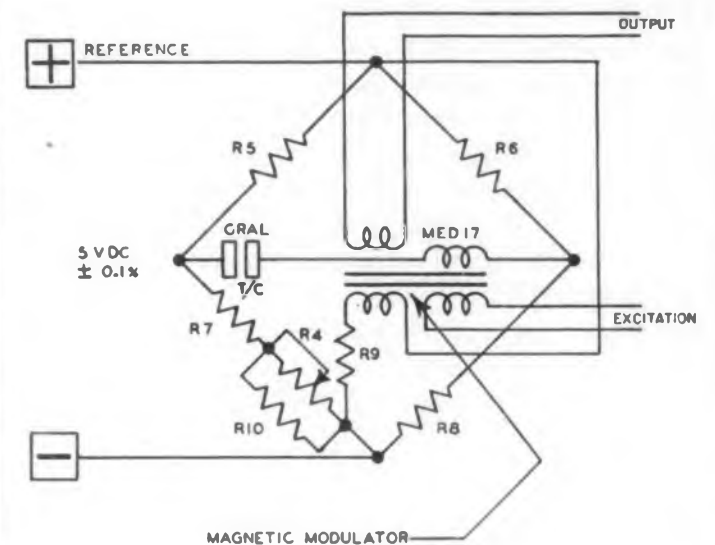 OUTPUT
+ REFERENCE
R5
R6
CRAL
MED17
5 VDC
± 0.1%
T/C
EXCITATION
R7
R4
R9
R10
R8
−
MAGNETIC MODULATOR